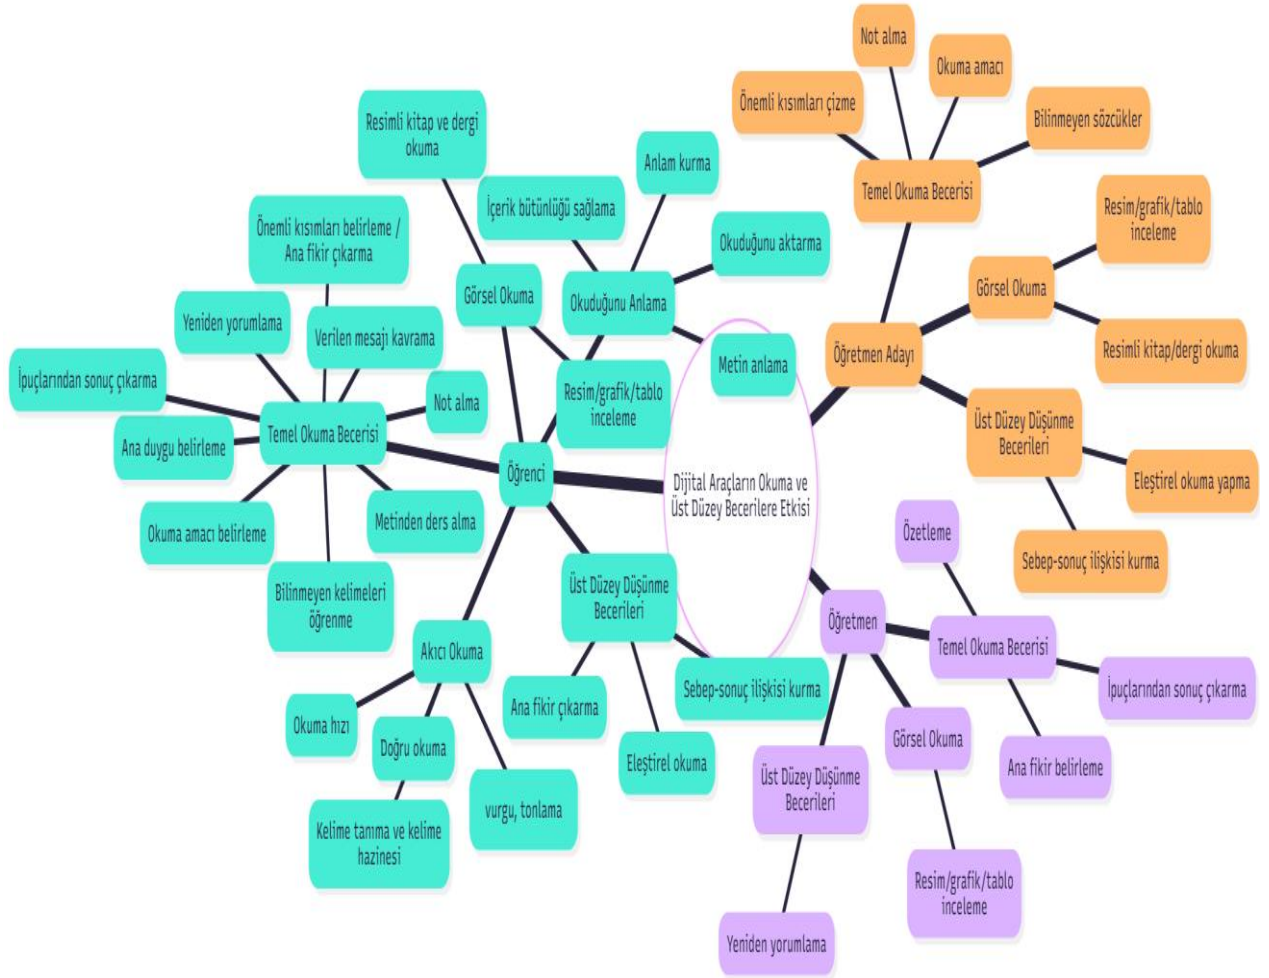 Dijital Araçların Okuma ve
Üst Düzey Becerilere Etkisi
Öğrenci
Görsel Okuma
Resimli kitap ve dergi
okuma
Resim/grafik/tablo
inceleme
Okuduğunu Anlama
İçerik bütünlüğü sağlama
Anlam kurma
Okuduğunu aktarma
Metin anlama
Temel Okuma Becerisi
Önemli kısımları belirleme /
Ana fikir çıkarma
Yeniden yorumlama
Verilen mesajı kavrama
İpuçlarından sonuç çıkarma
Not alma
Ana duygu belirleme
Okuma amacı belirleme
Metinden ders alma
Bilinmeyen kelimeleri
öğrenme
Akıcı Okuma
Okuma hızı
Doğru okuma
Kelime tanıma ve kelime
hazinesi
vurgu, tonlama
Üst Düzey Düşünme
Becerileri
Ana fikir çıkarma
Eleştirel okuma
Sebep-sonuç ilişkisi kurma
Öğretmen Adayı
Temel Okuma Becerisi
Not alma
Okuma amacı
Önemli kısımları çizme
Bilinmeyen sözcükler
Görsel Okuma
Resim/grafik/tablo
inceleme
Resimli kitap/dergi okuma
Üst Düzey Düşünme
Becerileri
Eleştirel okuma yapma
Sebep-sonuç ilişkisi kurma
Öğretmen
Temel Okuma Becerisi
Özetleme
İpuçlarından sonuç çıkarma
Ana fikir belirleme
Görsel Okuma
Resim/grafik/tablo
inceleme
Üst Düzey Düşünme
Becerileri
Yeniden yorumlama